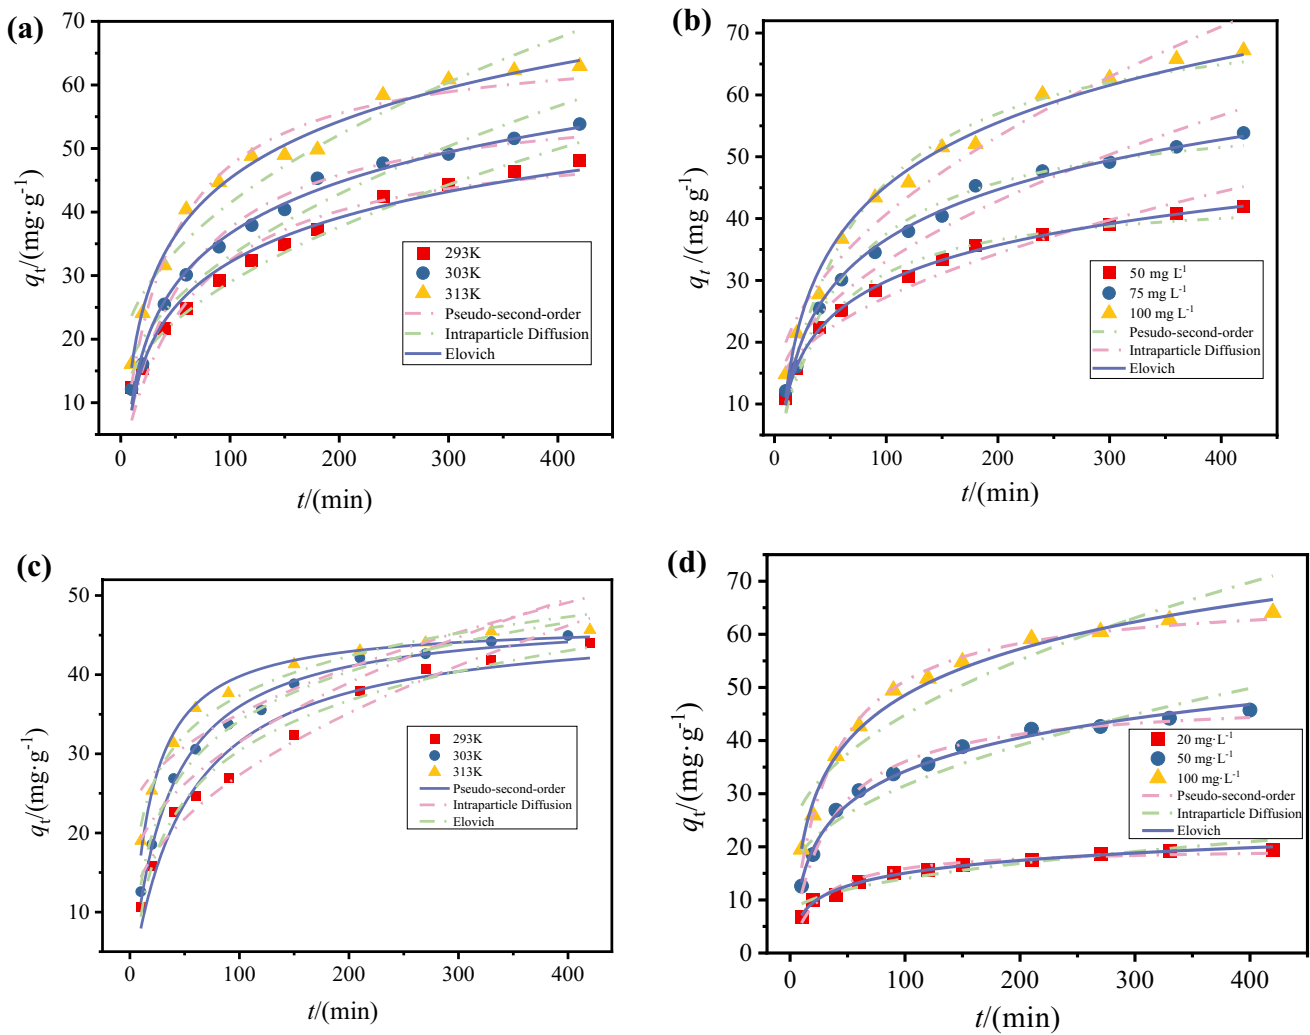 (a)
70
60
50
40
30
20
10
0
100
200
300
400
qt/(mg·g-1)
t/(min)
293K
303K
313K
Pseudo-second-order
Intraparticle Diffusion
Elovich
(b)
70
60
50
40
30
20
10
0
100
200
300
400
qt /(mg g-1)
t/(min)
50 mg L-1
75 mg L-1
100 mg L-1
Pesudo-second-order
Intraparticle Diffusion
Elovich
(c)
50
40
30
20
10
0
100
200
300
400
qt/(mg·g-1)
t/(min)
293K
303K
313K
Pseudo-second-order
Intraparticle Diffusion
Elovich
(d)
70
60
50
40
30
20
10
0
0
100
200
300
400
qt/(mg·g-1)
t/(min)
20 mg·L-1
50 mg·L-1
100 mg·L-1
Pseudo-second-order
Intraparticle Diffusion
Elovich